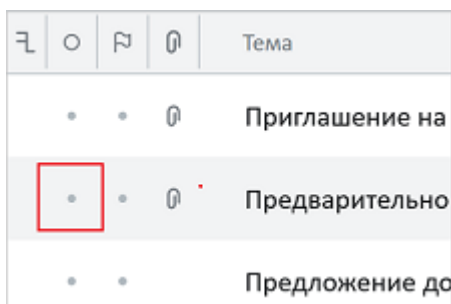 Тема
Приглашение на
Предварительно
Предложение до